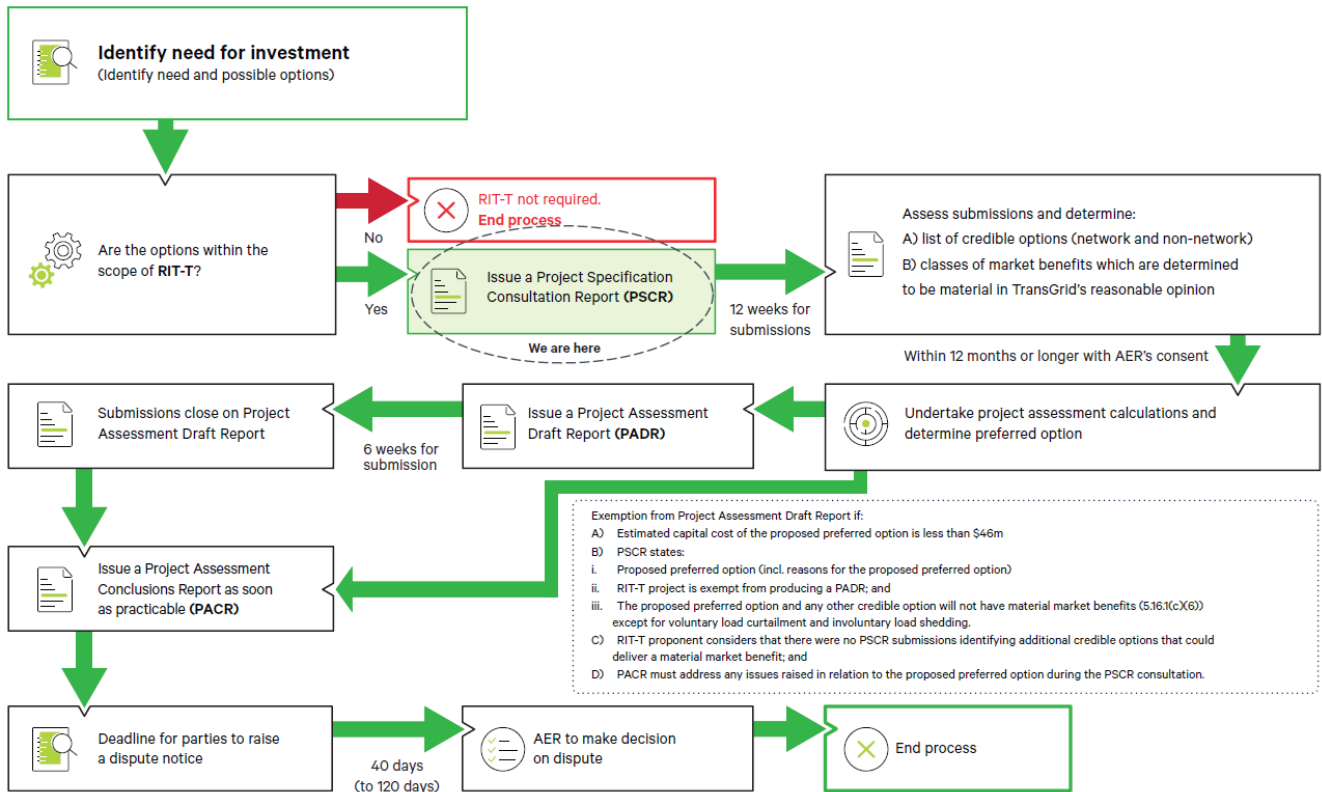 Identify need for investment
(Identify need and possible options)
Are the options within the
scope of RIT-T?
No
Yes
RIT-T not required.
End process
Issue a Project Specification
Consultation Report (PSCR)
We are here
12 weeks for
submissions
Assess submissions and determine:
A) list of credible options (network and non-network)
B) classes of market benefits which are determined
to be material in TransGrid's reasonable opinion
Within 12 months or longer with AER's consent
Undertake project assessment calculations and
determine preferred option
Issue a Project Assessment
Draft Report (PADR)
6 weeks for
submission
Submissions close on Project
Assessment Draft Report
Exemption from Project Assessment Draft Report if:
A) Estimated capital cost of the proposed preferred option is less than $46m
B) PSCR states:
i. Proposed preferred option (incl. reasons for the proposed preferred option)
ii. RIT-T project is exempt from producing a PADR; and
iii. The proposed preferred option and any other credible option will not have material market benefits (5.16.1(c)(6))
except for voluntary load curtailment and involuntary load shedding.
C) RIT-T proponent considers that there were no PSCR submissions identifying additional credible options that could
deliver a material market benefit; and
D) PACR must address any issues raised in relation to the proposed preferred option during the PSCR consultation.
Issue a Project Assessment
Conclusions Report as soon
as practicable (PACR)
Deadline for parties to raise
a dispute notice
40 days
(to 120 days)
AER to make decision
on dispute
End process